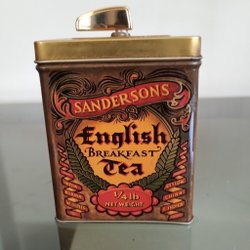 SANDERSONS
English
"BREAKFAST"
Tea
1/4 lb
NET WEIGHT